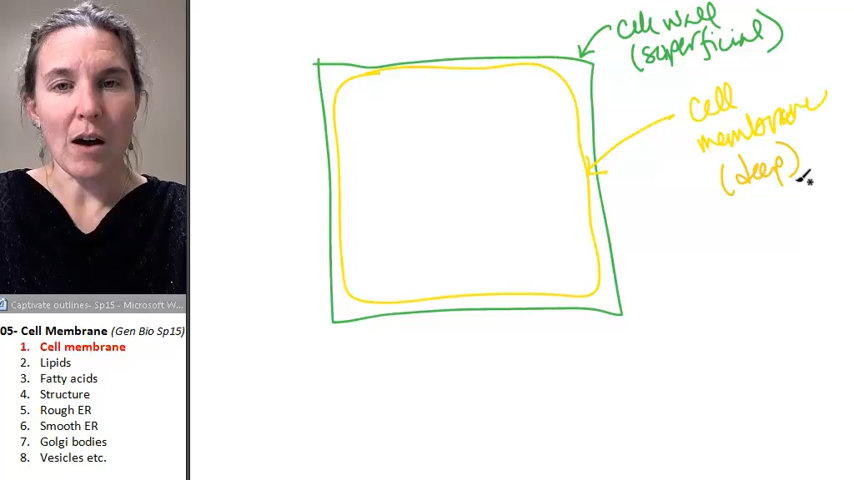 cell wall
(superficial)
cell
membrane
(deep)
Captivate outlines- Sp15 - Microsoft W...
05- Cell Membrane (Gen Bio Sp15)
1. Cell membrane
2. Lipids
3. Fatty acids
4. Structure
5. Rough ER
6. Smooth ER
7. Golgi bodies
8. Vesicles etc.